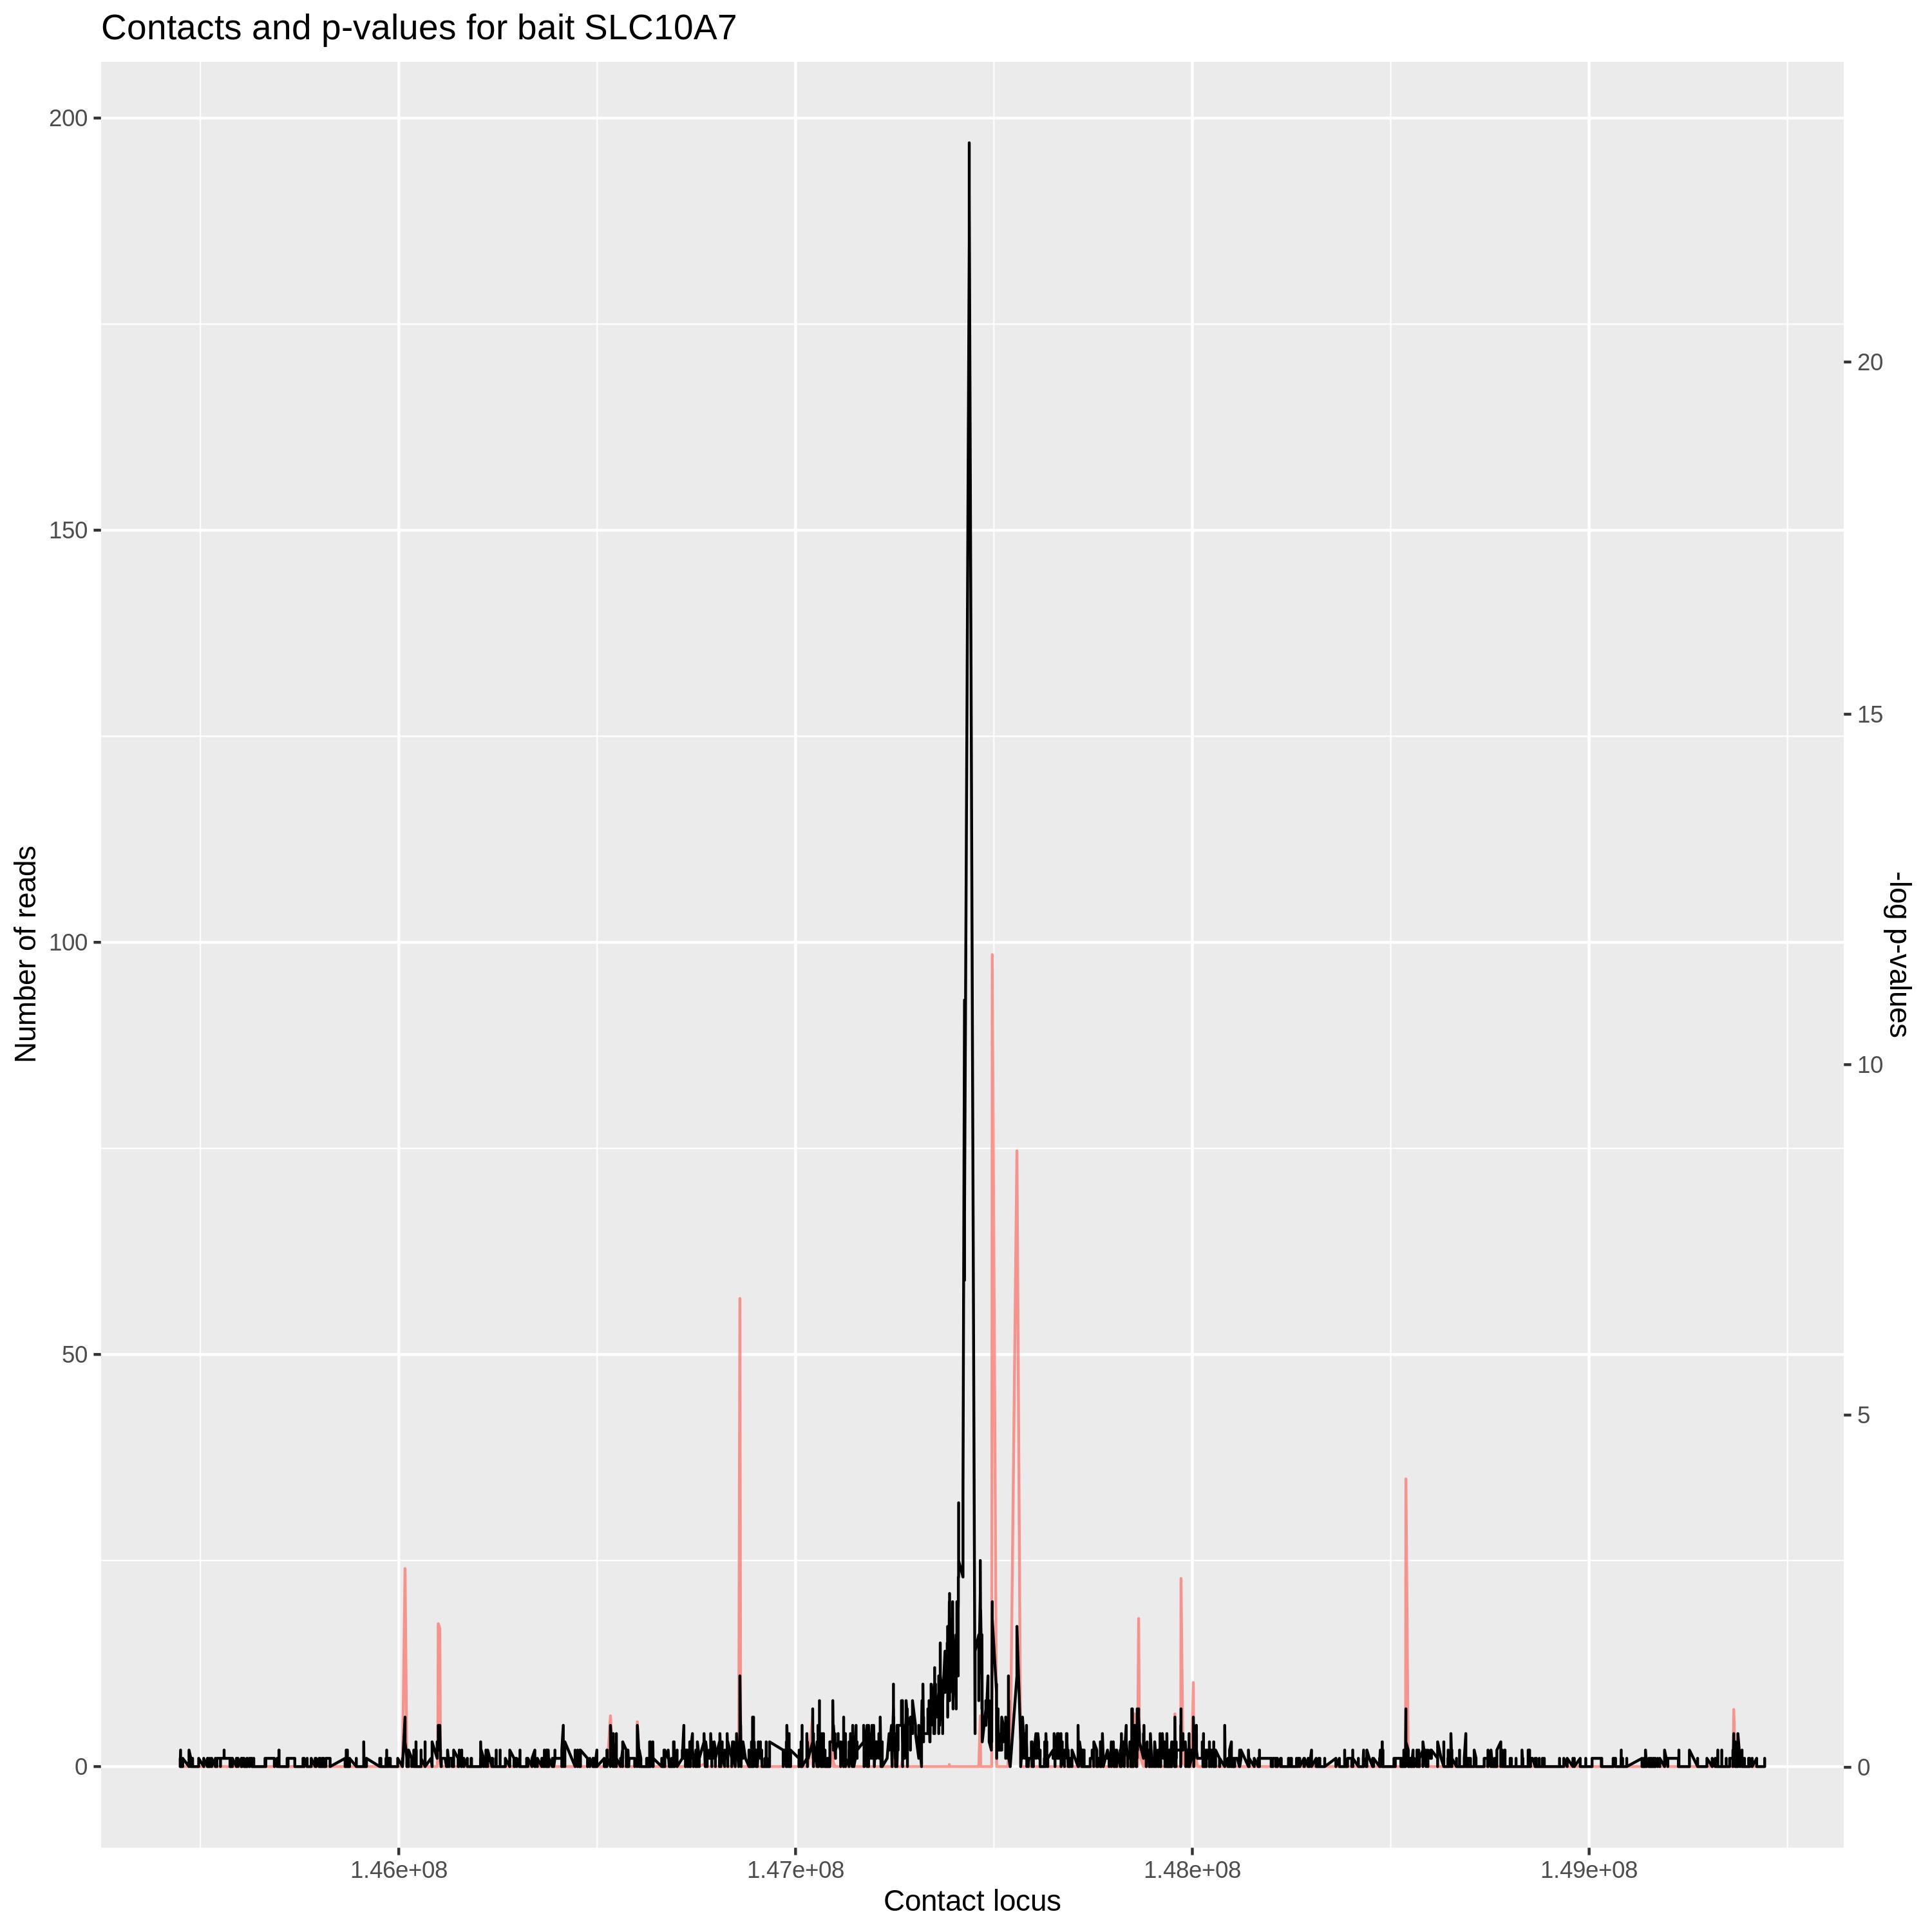 Contacts and p-values for bait SLC10A7
200
150
100
50
0
Number of reads
20
15
10
5
0
-log p-values
1.46e+08
1.47e+08
1.48e+08
1.49e+08
Contact locus